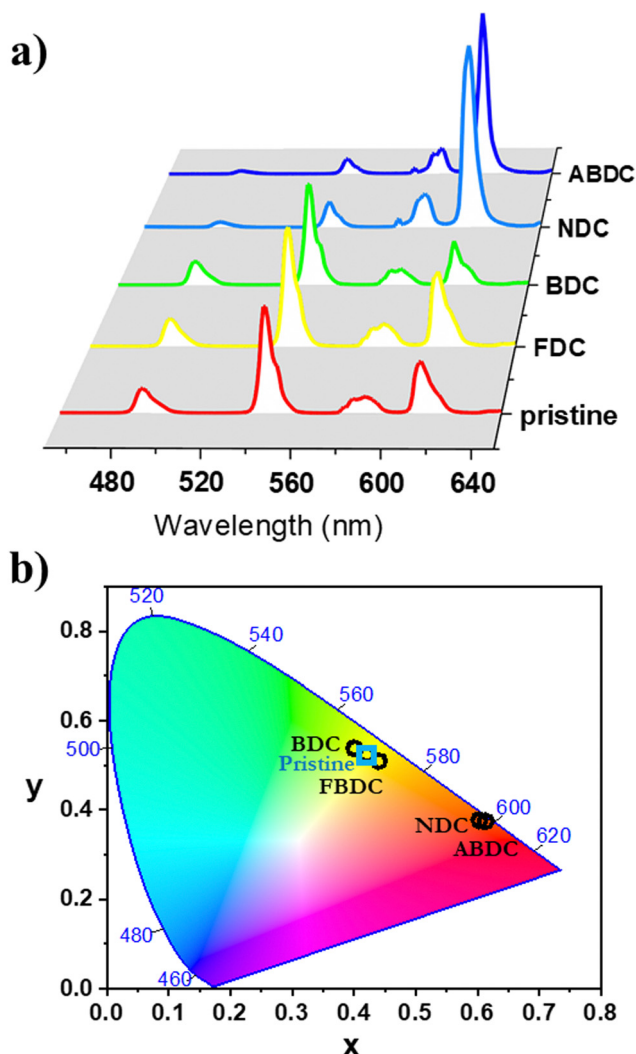 a)
ABDC
NDC
BDC
FDC
pristine
480 520 560 600 640
Wavelength (nm)
b)
520
540
560
580
600
620
500
480
460
BDC
Pristine
FBDC
NDC
ABDC
0.8
0.6
0.4
0.2
0.0
y
0.0 0.1 0.2 0.3 0.4 0.5 0.6 0.7 0.8
x